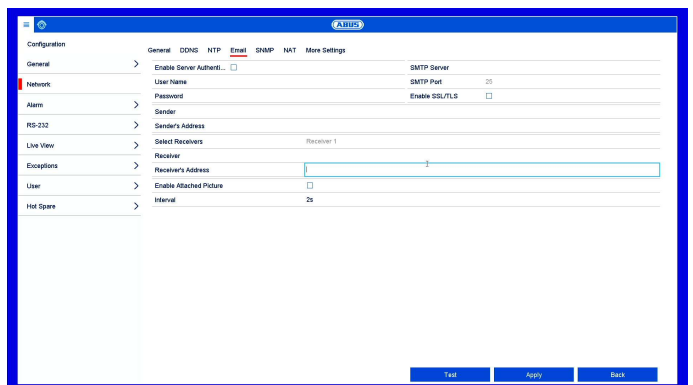 ABUS
Configuration
General DDNS NTP Email SNMP NAT More Settings
General
Network
Alarm
RS-232
Live View
Exceptions
User
Hot Spare
Enable Server Authenti... SMTP Server
User Name SMTP Port 25
Password Enable SSL/TLS
Sender
Sender's Address
Select Receivers Receiver 1
Receiver
Receiver's Address
Enable Attached Picture
Interval 2s
Test Apply Back